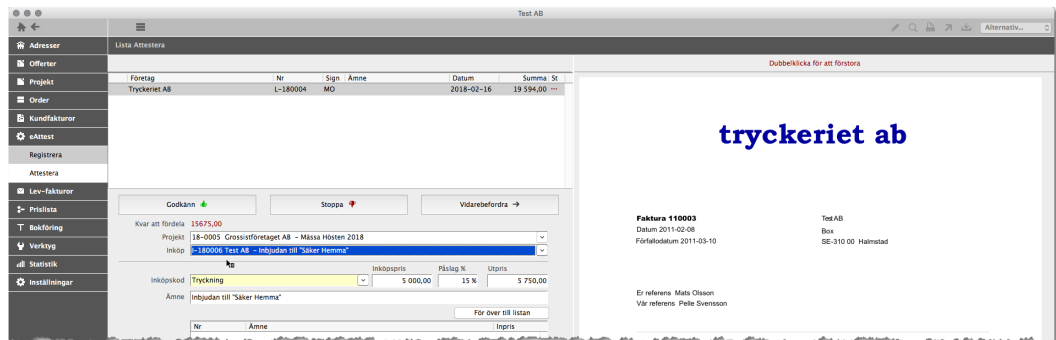 Test AB
Alternativ...
Adresser
Offerter
Projekt
Order
Kundfakturor
eAttest
Registrera
Attestera
Lev-fakturor
Prislista
Bokföring
Verktyg
Statistik
Inställningar
Lista Attestera
Företag Nr Sign Ämne Datum Summa St
Tryckeriet AB L-180004 MO 2018-02-16 19 594,00 ...
Godkänn Stoppa Vidarebefordra →
Kvar att fördela 15675,00
Projekt 18-0005 Grossistföretaget AB - Mässa Hösten 2018
Inköp I-180006 Test AB - Inbjudan till "Säker Hemma"
Inköpspris Påslag % Utpris
Inköpskod Tryckning 5 000,00 15 % 5 750,00
Ämne Inbjudan till "Säker Hemma"
För över till listan
Nr Ämne Inpris
Dubbelklicka för att förstora
tryckeriet ab
Faktura 110003
Datum 2011-02-08
Förfallodatum 2011-03-10
Test AB
Box
SE-310 00 Halmstad
Er referens Mats Olsson
Vår referens Pelle Svensson